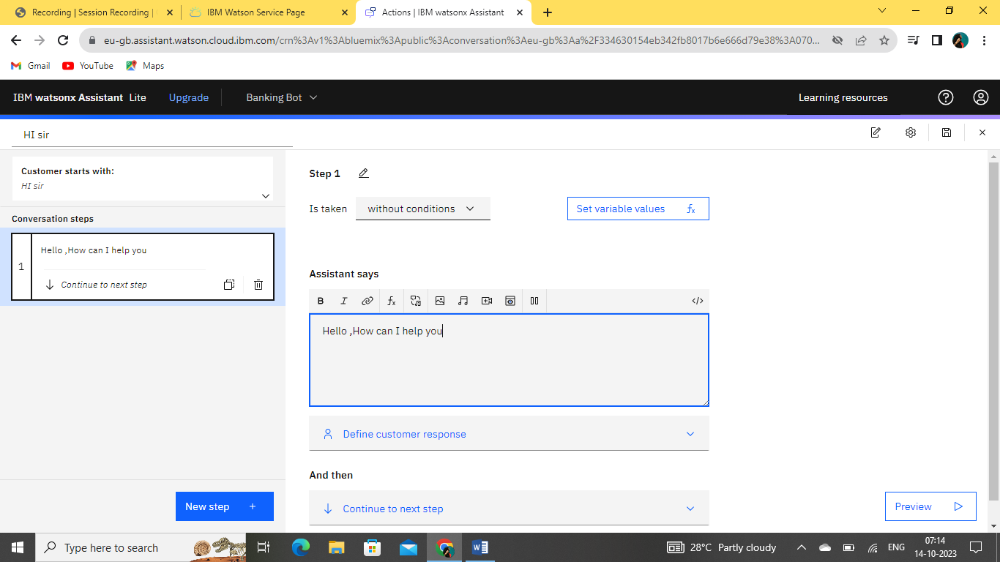 Recording | Session Recording |
IBM Watson Service Page
Actions | IBM watsonx Assistant
eu-gb.assistant.watson.cloud.ibm.com/crn%3Av1%3Abluemix%3Apublic%3Aconversation%3Aeu-gb%3Aa%2F334630154eb342fb8017b6e666d79e38%3A070...
Gmail YouTube Maps
IBM watsonx Assistant Lite Upgrade Banking Bot Learning resources
HI sir
Customer starts with:
HI sir
Conversation steps
1
Hello ,How can I help you
Continue to next step
New step +
Step 1
Is taken without conditions Set variable values fx
Assistant says
B I fx </>
Hello ,How can I help you
Define customer response
And then
Continue to next step
Preview
Type here to search
28°C Partly cloudy
ENG
07:14
14-10-2023